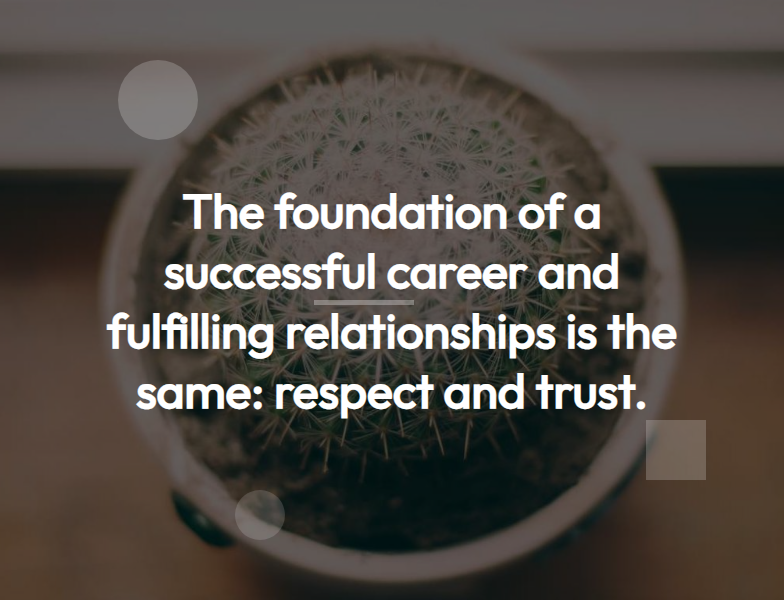 The foundation of a
successful career and
fulfilling relationships is the
same: respect and trust.